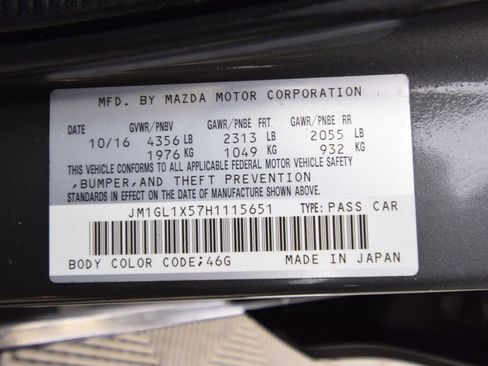 MFD. BY MAZDA MOTOR CORPORATION
DATE GVWR/PNBV GAWR/PNBE FRT GAWR/PNBE RR
10/16 4356 LB 2313 LB 2055 LB
1976 KG 1049 KG 932 KG
THIS VEHICLE CONFORMS TO ALL APPLICABLE FEDERAL MOTOR VEHICLE SAFETY
,BUMPER,AND THEFT PREVENTION
STANDARDS IN EFFECT ON THE DATE OF MANUFACTURE SHOWN ABOVE.
JM1GL1X57H1115651 TYPE:PASS CAR
BODY COLOR CODE;46G MADE IN JAPAN